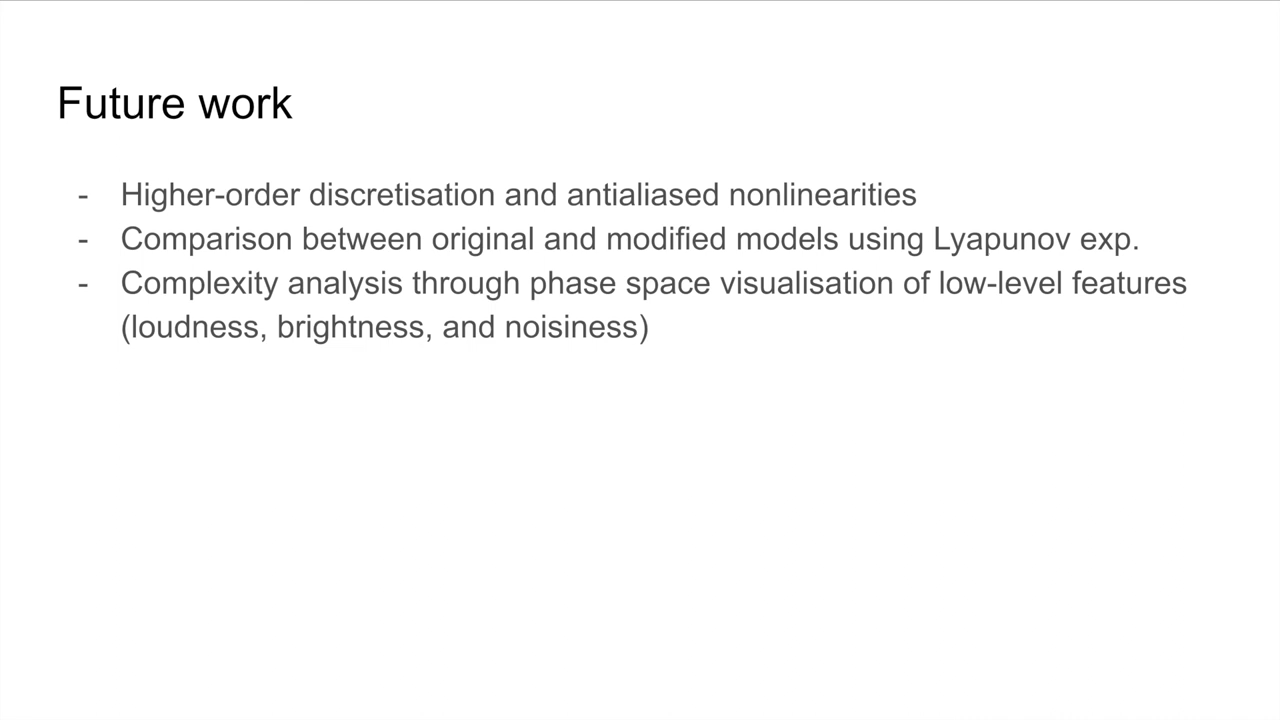 Future work
- Higher-order discretisation and antialiased nonlinearities
- Comparison between original and modified models using Lyapunov exp.
- Complexity analysis through phase space visualisation of low-level features
(loudness, brightness, and noisiness)